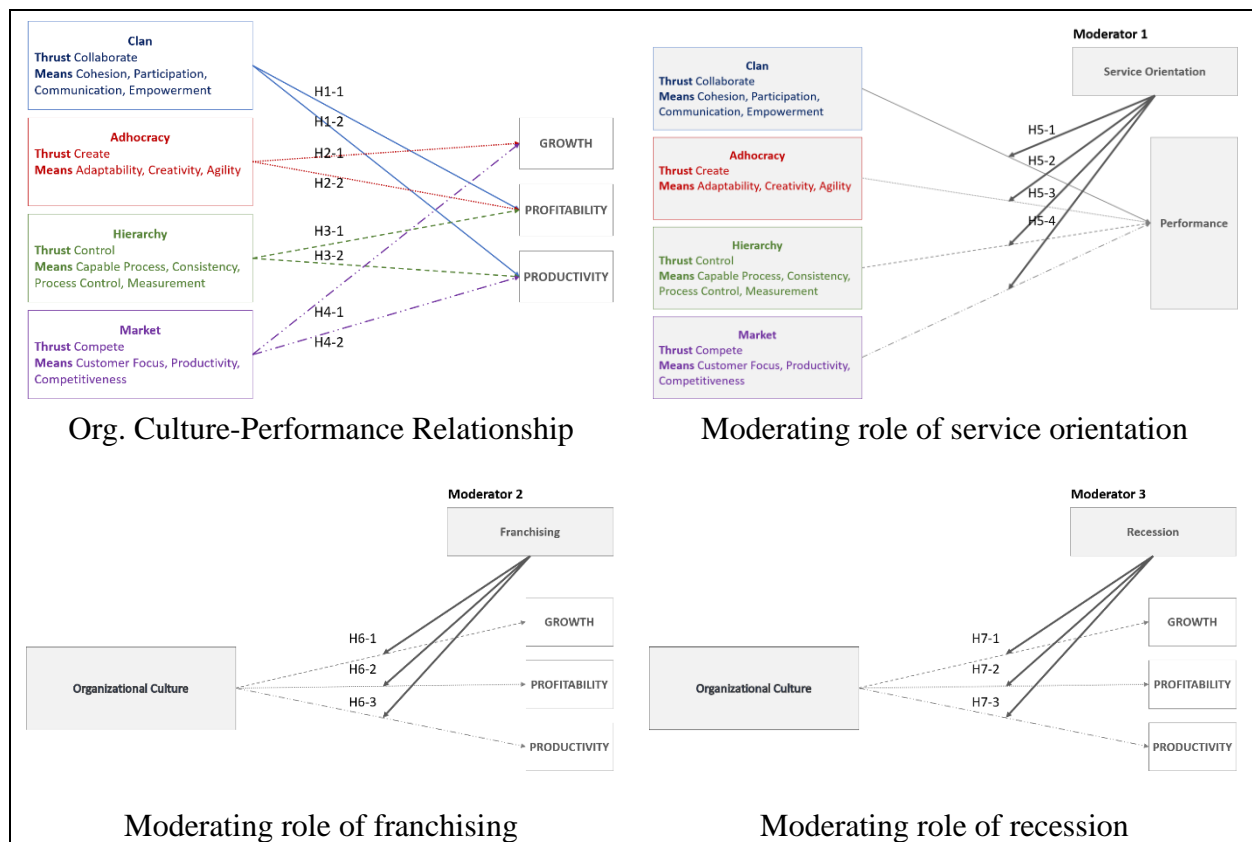 Clan
Thrust Collaborate
Means Cohesion, Participation,
Communication, Empowerment
Adhocracy
Thrust Create
Means Adaptability, Creativity, Agility
Hierarchy
Thrust Control
Means Capable Process, Consistency,
Process Control, Measurement
Market
Thrust Compete
Means Customer Focus, Productivity,
Competitiveness
H1-1
H1-2
H2-1
H2-2
H3-1
H3-2
H4-1
H4-2
GROWTH
PROFITABILITY
PRODUCTIVITY
Org. Culture-Performance Relationship
Moderator 1
Service Orientation
Clan
Thrust Collaborate
Means Cohesion, Participation,
Communication, Empowerment
Adhocracy
Thrust Create
Means Adaptability, Creativity, Agility
Hierarchy
Thrust Control
Means Capable Process, Consistency,
Process Control, Measurement
Market
Thrust Compete
Means Customer Focus, Productivity,
Competitiveness
H5-1
H5-2
H5-3
H5-4
Performance
Moderating role of service orientation
Moderator 2
Franchising
Organizational Culture
H6-1
H6-2
H6-3
GROWTH
PROFITABILITY
PRODUCTIVITY
Moderating role of franchising
Moderator 3
Recession
Organizational Culture
H7-1
H7-2
H7-3
GROWTH
PROFITABILITY
PRODUCTIVITY
Moderating role of recession